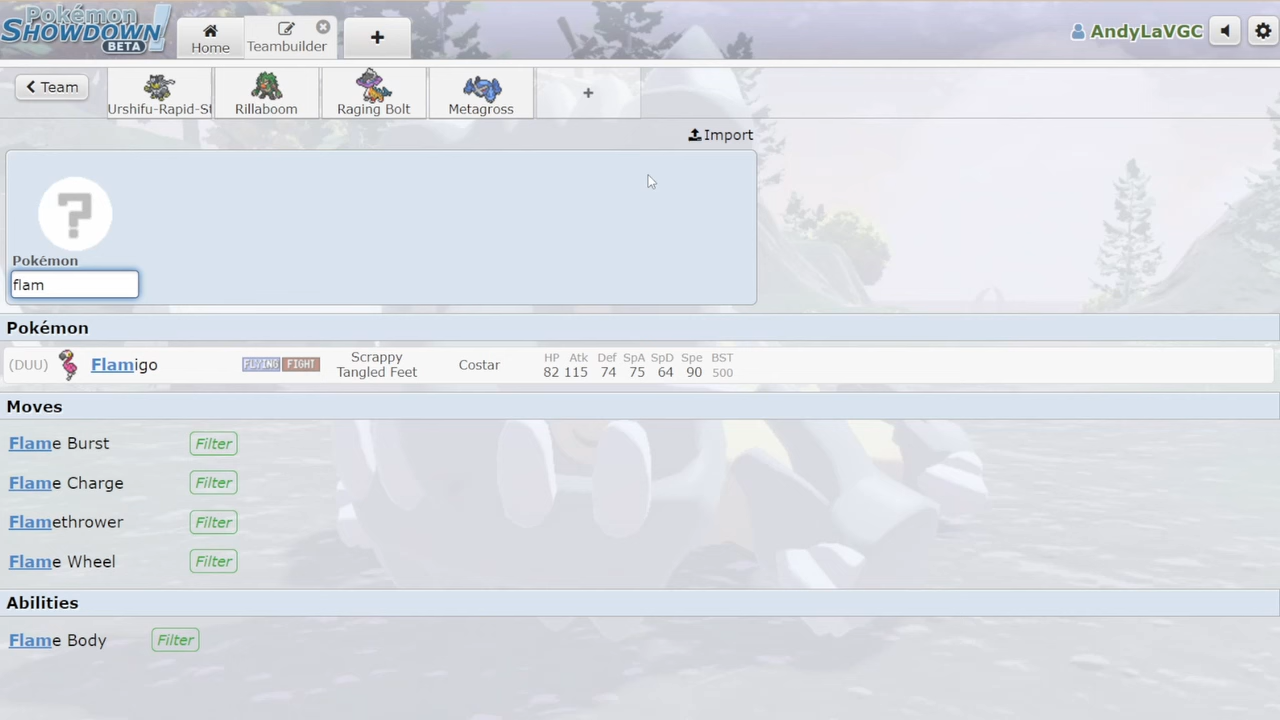 Pokémon
SHOWDOWN!
BETA
Home
Teambuilder
AndyLaVGC
Team
Urshifu-Rapid-St
Rillaboom
Raging Bolt
Metagross
Import
Pokémon
flam
Pokémon
(DUU) Flamigo FLYING FIGHT Scrappy Tangled Feet Costar HP 82 Atk 115 Def 74 SpA 75 SpD 64 Spe 90 BST 500
Moves
Flame Burst Filter
Flame Charge Filter
Flamethrower Filter
Flame Wheel Filter
Abilities
Flame Body Filter